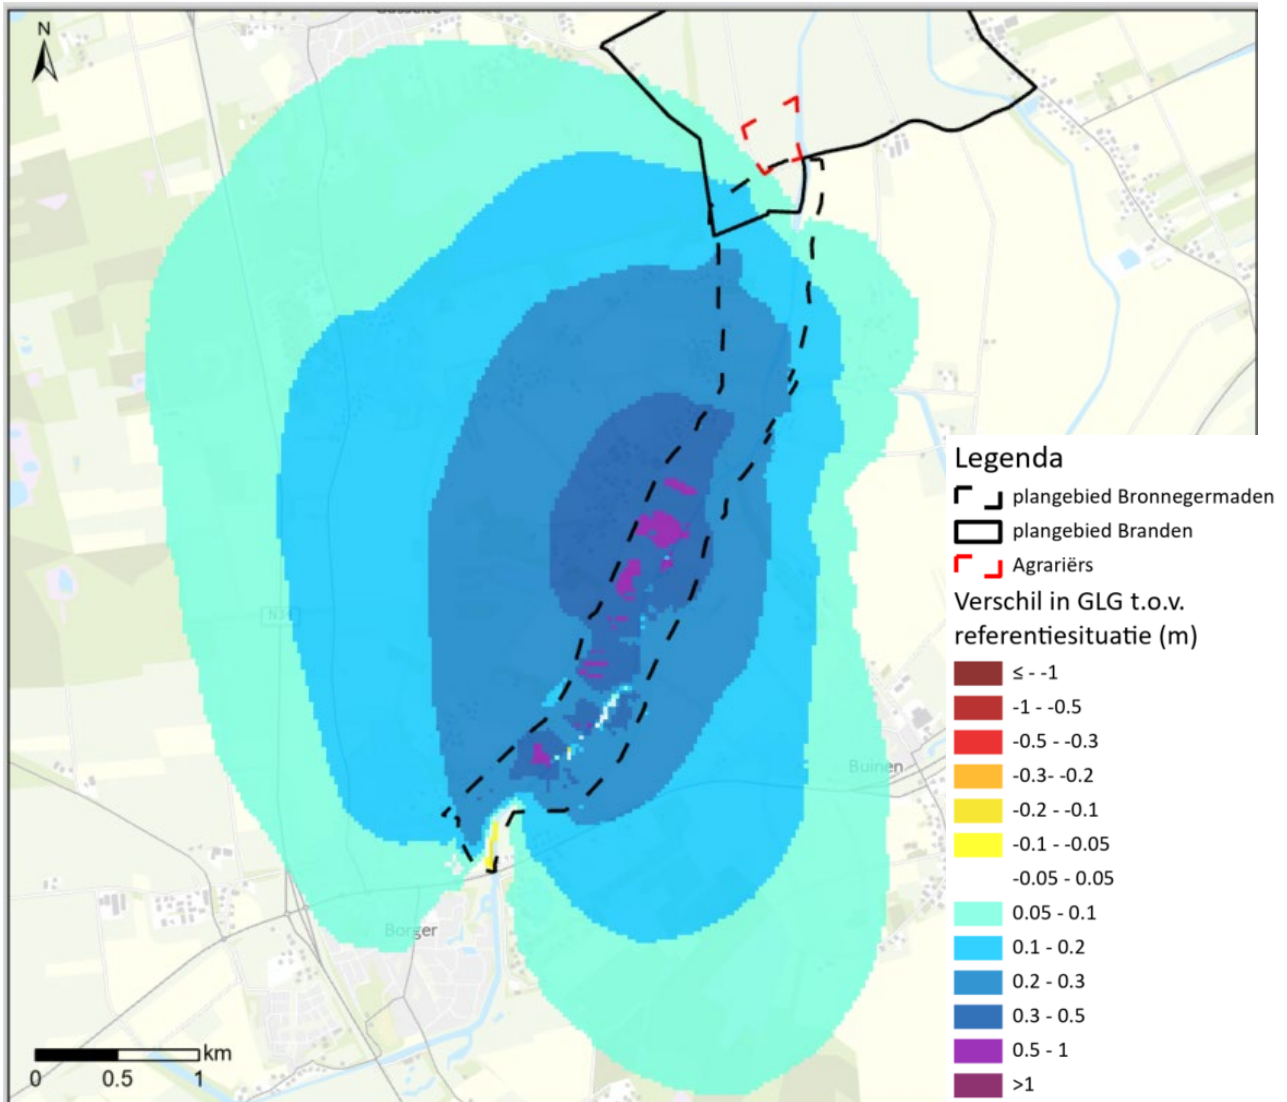 N
N34
Buinen
Borger
km
0 0.5 1
Legenda
plangebied Bronnegermaden
plangebied Branden
Agrariërs
Verschil in GLG t.o.v.
referentiesituatie (m)
≤ - -1
-1 - -0.5
-0.5 - -0.3
-0.3- -0.2
-0.2 - -0.1
-0.1 - -0.05
-0.05 - 0.05
0.05 - 0.1
0.1 - 0.2
0.2 - 0.3
0.3 - 0.5
0.5 - 1
>1